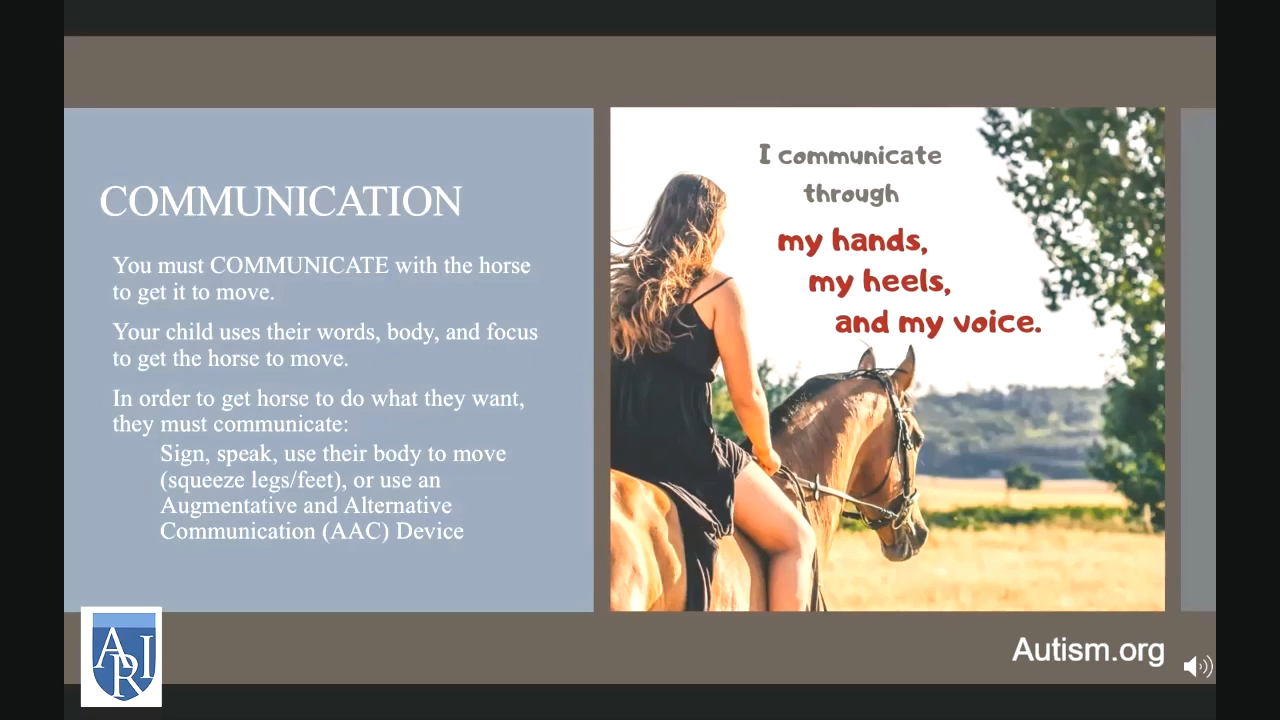 COMMUNICATION
You must COMMUNICATE with the horse
to get it to move.
Your child uses their words, body, and focus
to get the horse to move.
In order to get horse to do what they want,
they must communicate:
Sign, speak, use their body to move
(squeeze legs/feet), or use an
Augmentative and Alternative
Communication (AAC) Device
I communicate
through
my hands,
my heels,
and my voice.
ARI
Autism.org